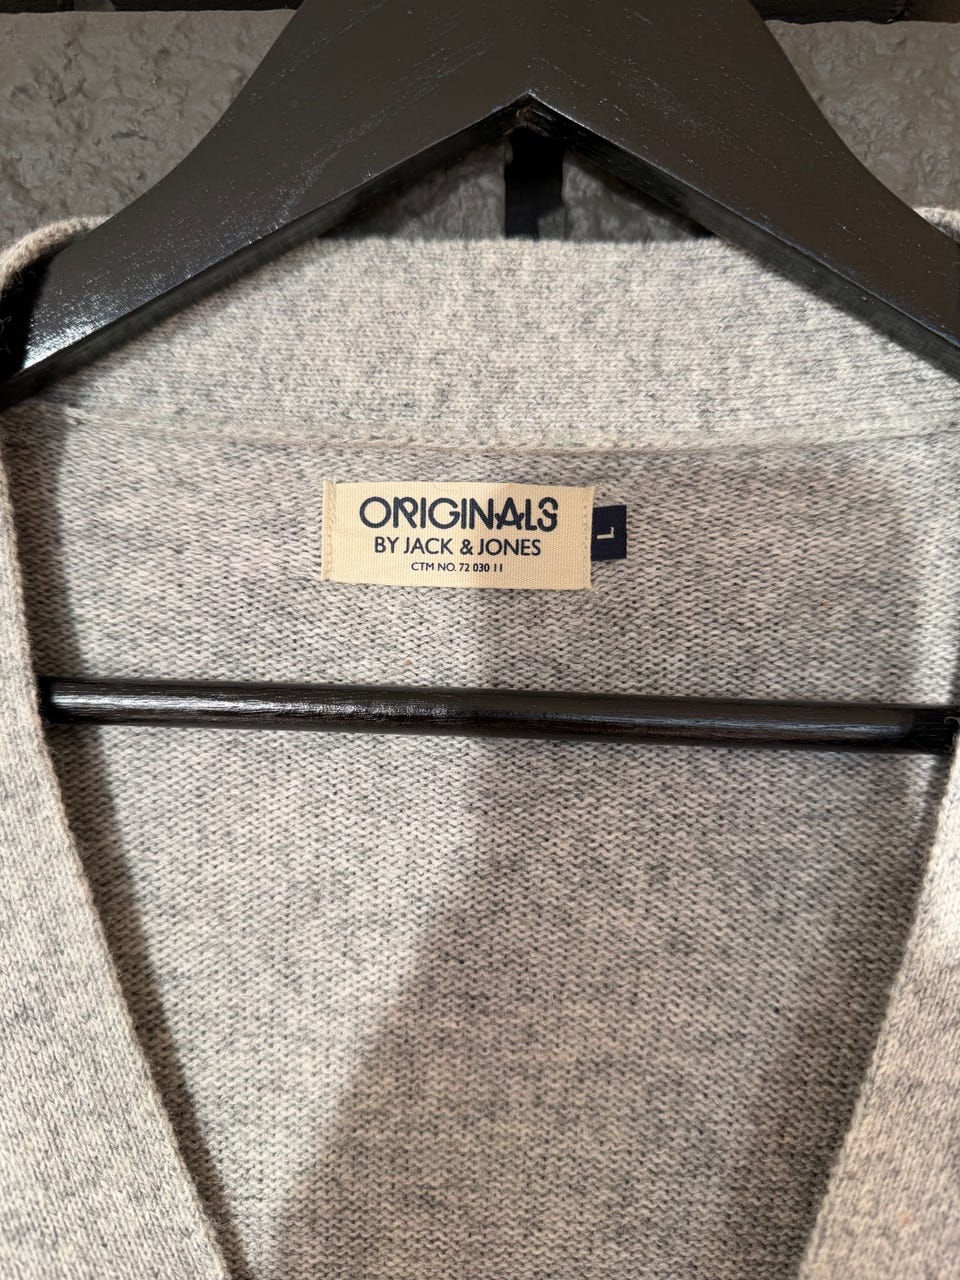 ORIGINALS
BY JACK & JONES
CTM NO. 72 030 11
L